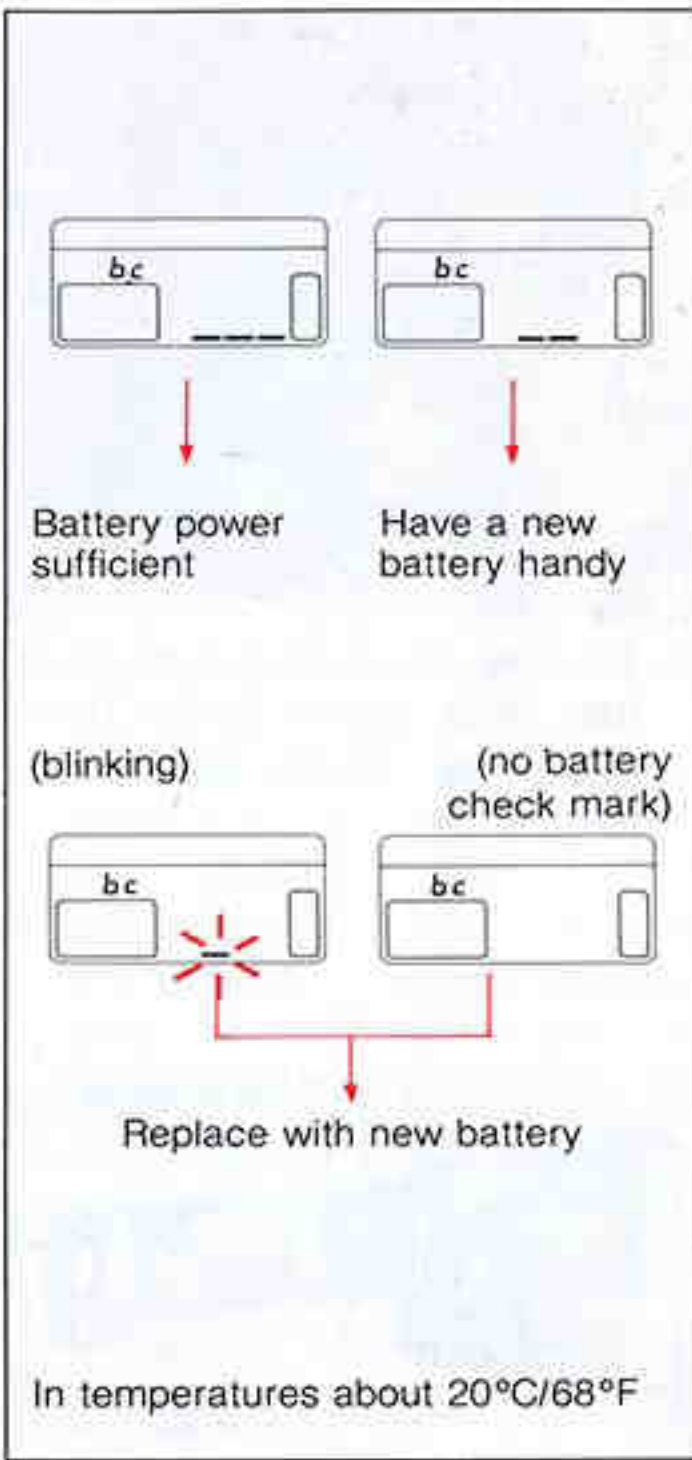 bc
bc
Battery power
sufficient
Have a new
battery handy
(blinking)
(no battery
check mark)
bc
bc
Replace with new battery
In temperatures about 20°C/68°F